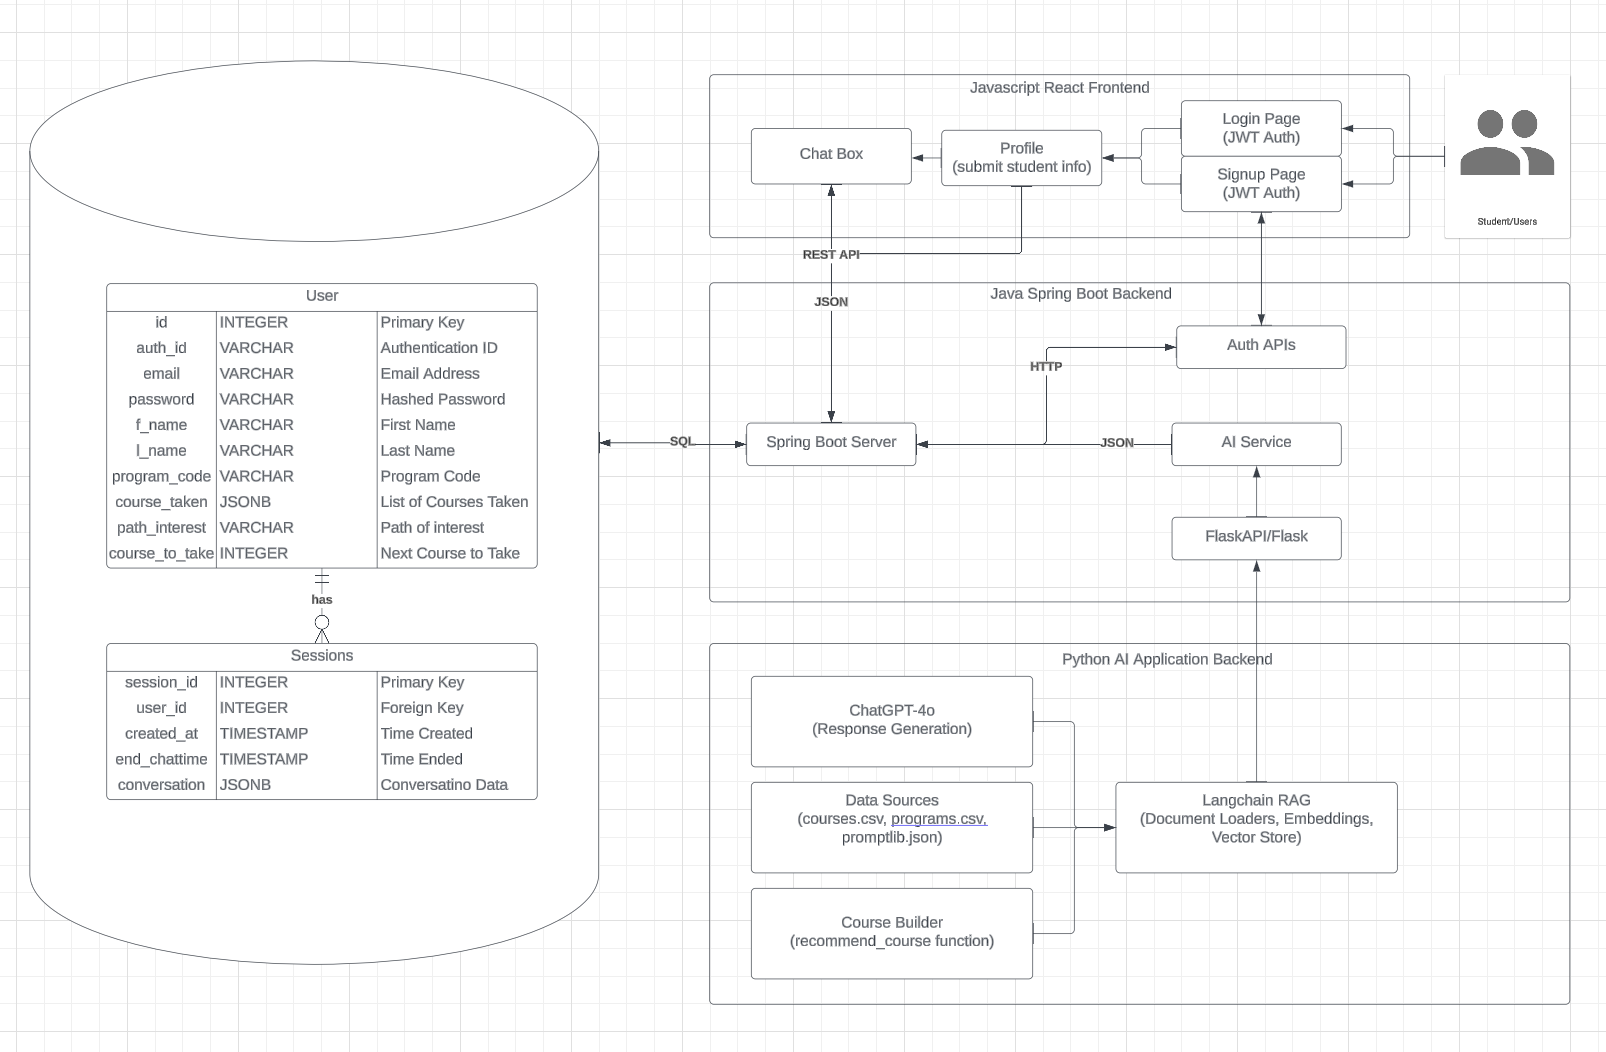 Javascript React Frontend
Chat Box
Profile
(submit student info)
Login Page
(JWT Auth)
Signup Page
(JWT Auth)
Student/Users
REST API
JSON
Java Spring Boot Backend
Auth APIs
HTTP
SQL
Spring Boot Server
JSON
AI Service
FlaskAPI/Flask
User
id INTEGER Primary Key
auth_id VARCHAR Authentication ID
email VARCHAR Email Address
password VARCHAR Hashed Password
f_name VARCHAR First Name
l_name VARCHAR Last Name
program_code VARCHAR Program Code
course_taken JSONB List of Courses Taken
path_interest VARCHAR Path of interest
course_to_take INTEGER Next Course to Take
has
Sessions
session_id INTEGER Primary Key
user_id INTEGER Foreign Key
created_at TIMESTAMP Time Created
end_chattime TIMESTAMP Time Ended
conversation JSONB Conversatino Data
Python AI Application Backend
ChatGPT-4o
(Response Generation)
Data Sources
(courses.csv, programs.csv,
promptlib.json)
Course Builder
(recommend_course function)
Langchain RAG
(Document Loaders, Embeddings,
Vector Store)